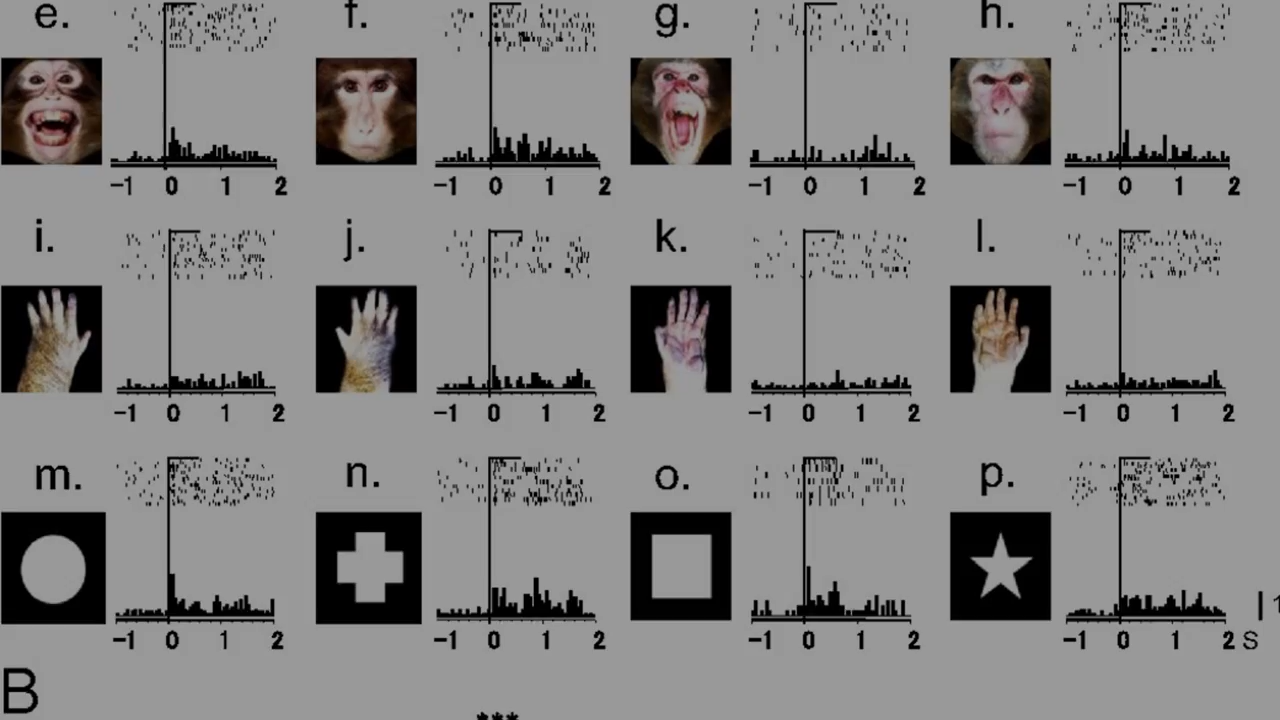 e. f. g. h.
-1 0 1 2 -1 0 1 2 -1 0 1 2 -1 0 1 2
i. j. k. l.
-1 0 1 2 -1 0 1 2 -1 0 1 2 -1 0 1 2
m. n. o. p.
-1 0 1 2 -1 0 1 2 -1 0 1 2 -1 0 1 2 S
B
***